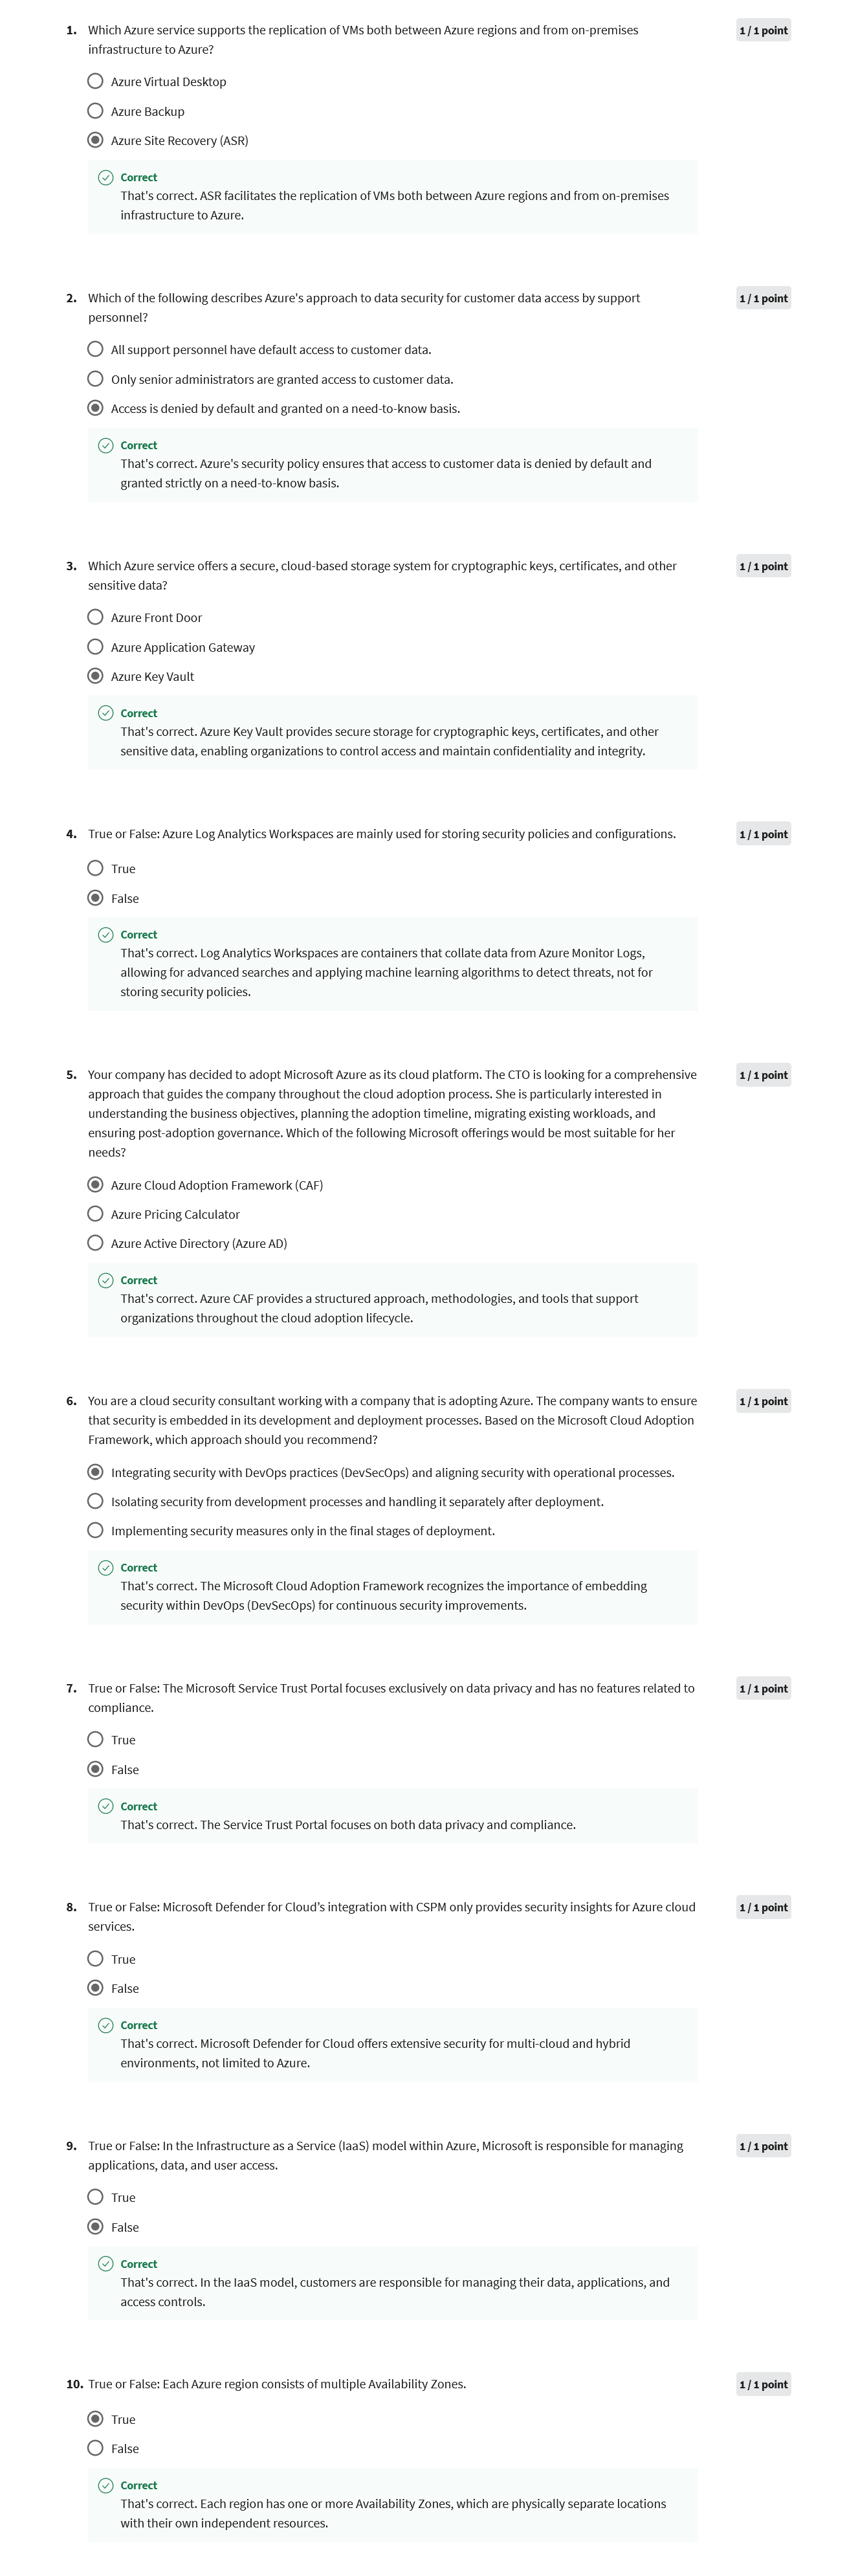 1. Which Azure service supports the replication of VMs both between Azure regions and from on-premises
infrastructure to Azure?
1 / 1 point
Azure Virtual Desktop
Azure Backup
Azure Site Recovery (ASR)
Correct
That's correct. ASR facilitates the replication of VMs both between Azure regions and from on-premises
infrastructure to Azure.
2. Which of the following describes Azure's approach to data security for customer data access by support
personnel?
1 / 1 point
All support personnel have default access to customer data.
Only senior administrators are granted access to customer data.
Access is denied by default and granted on a need-to-know basis.
Correct
That's correct. Azure's security policy ensures that access to customer data is denied by default and
granted strictly on a need-to-know basis.
3. Which Azure service offers a secure, cloud-based storage system for cryptographic keys, certificates, and other
sensitive data?
1 / 1 point
Azure Front Door
Azure Application Gateway
Azure Key Vault
Correct
That's correct. Azure Key Vault provides secure storage for cryptographic keys, certificates, and other
sensitive data, enabling organizations to control access and maintain confidentiality and integrity.
4. True or False: Azure Log Analytics Workspaces are mainly used for storing security policies and configurations.
1 / 1 point
True
False
Correct
That's correct. Log Analytics Workspaces are containers that collate data from Azure Monitor Logs,
allowing for advanced searches and applying machine learning algorithms to detect threats, not for
storing security policies.
5. Your company has decided to adopt Microsoft Azure as its cloud platform. The CTO is looking for a comprehensive
approach that guides the company throughout the cloud adoption process. She is particularly interested in
understanding the business objectives, planning the adoption timeline, migrating existing workloads, and
ensuring post-adoption governance. Which of the following Microsoft offerings would be most suitable for her
needs?
1 / 1 point
Azure Cloud Adoption Framework (CAF)
Azure Pricing Calculator
Azure Active Directory (Azure AD)
Correct
That's correct. Azure CAF provides a structured approach, methodologies, and tools that support
organizations throughout the cloud adoption lifecycle.
6. You are a cloud security consultant working with a company that is adopting Azure. The company wants to ensure
that security is embedded in its development and deployment processes. Based on the Microsoft Cloud Adoption
Framework, which approach should you recommend?
1 / 1 point
Integrating security with DevOps practices (DevSecOps) and aligning security with operational processes.
Isolating security from development processes and handling it separately after deployment.
Implementing security measures only in the final stages of deployment.
Correct
That's correct. The Microsoft Cloud Adoption Framework recognizes the importance of embedding
security within DevOps (DevSecOps) for continuous security improvements.
7. True or False: The Microsoft Service Trust Portal focuses exclusively on data privacy and has no features related to
compliance.
1 / 1 point
True
False
Correct
That's correct. The Service Trust Portal focuses on both data privacy and compliance.
8. True or False: Microsoft Defender for Cloud’s integration with CSPM only provides security insights for Azure cloud
services.
1 / 1 point
True
False
Correct
That's correct. Microsoft Defender for Cloud offers extensive security for multi-cloud and hybrid
environments, not limited to Azure.
9. True or False: In the Infrastructure as a Service (IaaS) model within Azure, Microsoft is responsible for managing
applications, data, and user access.
1 / 1 point
True
False
Correct
That's correct. In the IaaS model, customers are responsible for managing their data, applications, and
access controls.
10. True or False: Each Azure region consists of multiple Availability Zones.
1 / 1 point
True
False
Correct
That's correct. Each region has one or more Availability Zones, which are physically separate locations
with their own independent resources.